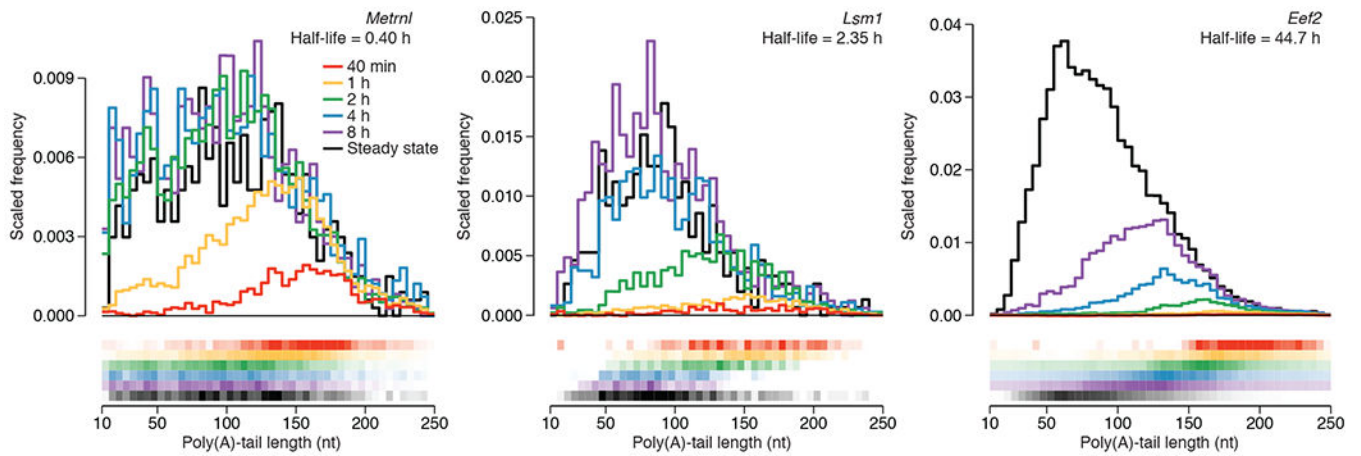 Metrnl
Half-life = 0.40 h
40 min
1 h
2 h
4 h
8 h
Steady state
Scaled frequency
0.009
0.006
0.003
0.000
10 50 100 150 200 250
Poly(A)-tail length (nt)
Lsm1
Half-life = 2.35 h
Scaled frequency
0.025
0.020
0.015
0.010
0.005
0.000
10 50 100 150 200 250
Poly(A)-tail length (nt)
Eef2
Half-life = 44.7 h
Scaled frequency
0.04
0.03
0.02
0.01
0.00
10 50 100 150 200 250
Poly(A)-tail length (nt)